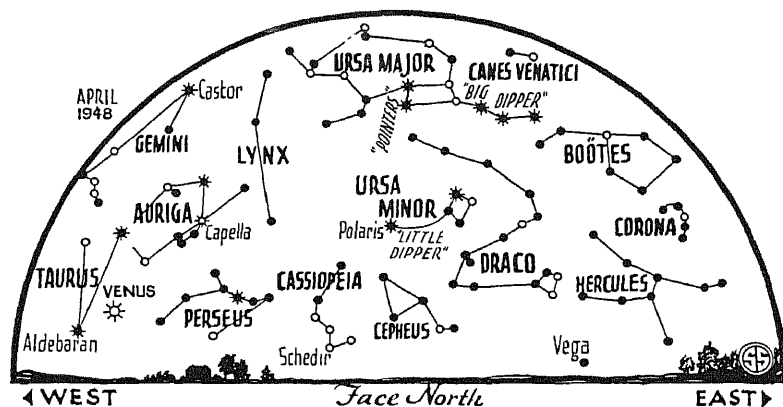 APRIL
1948
Castor
GEMINI
LYNX
URSA MAJOR
"POINTERS"
"BIG DIPPER"
CANES VENATICI
BOÖTES
AURIGA
Capella
URSA
MINOR
Polaris
"LITTLE
DIPPER"
DRACO
CORONA
HERCULES
TAURUS
VENUS
Aldebaran
PERSEUS
CASSIOPEIA
Schedir
CEPHEUS
Vega
WEST
Face North
EAST